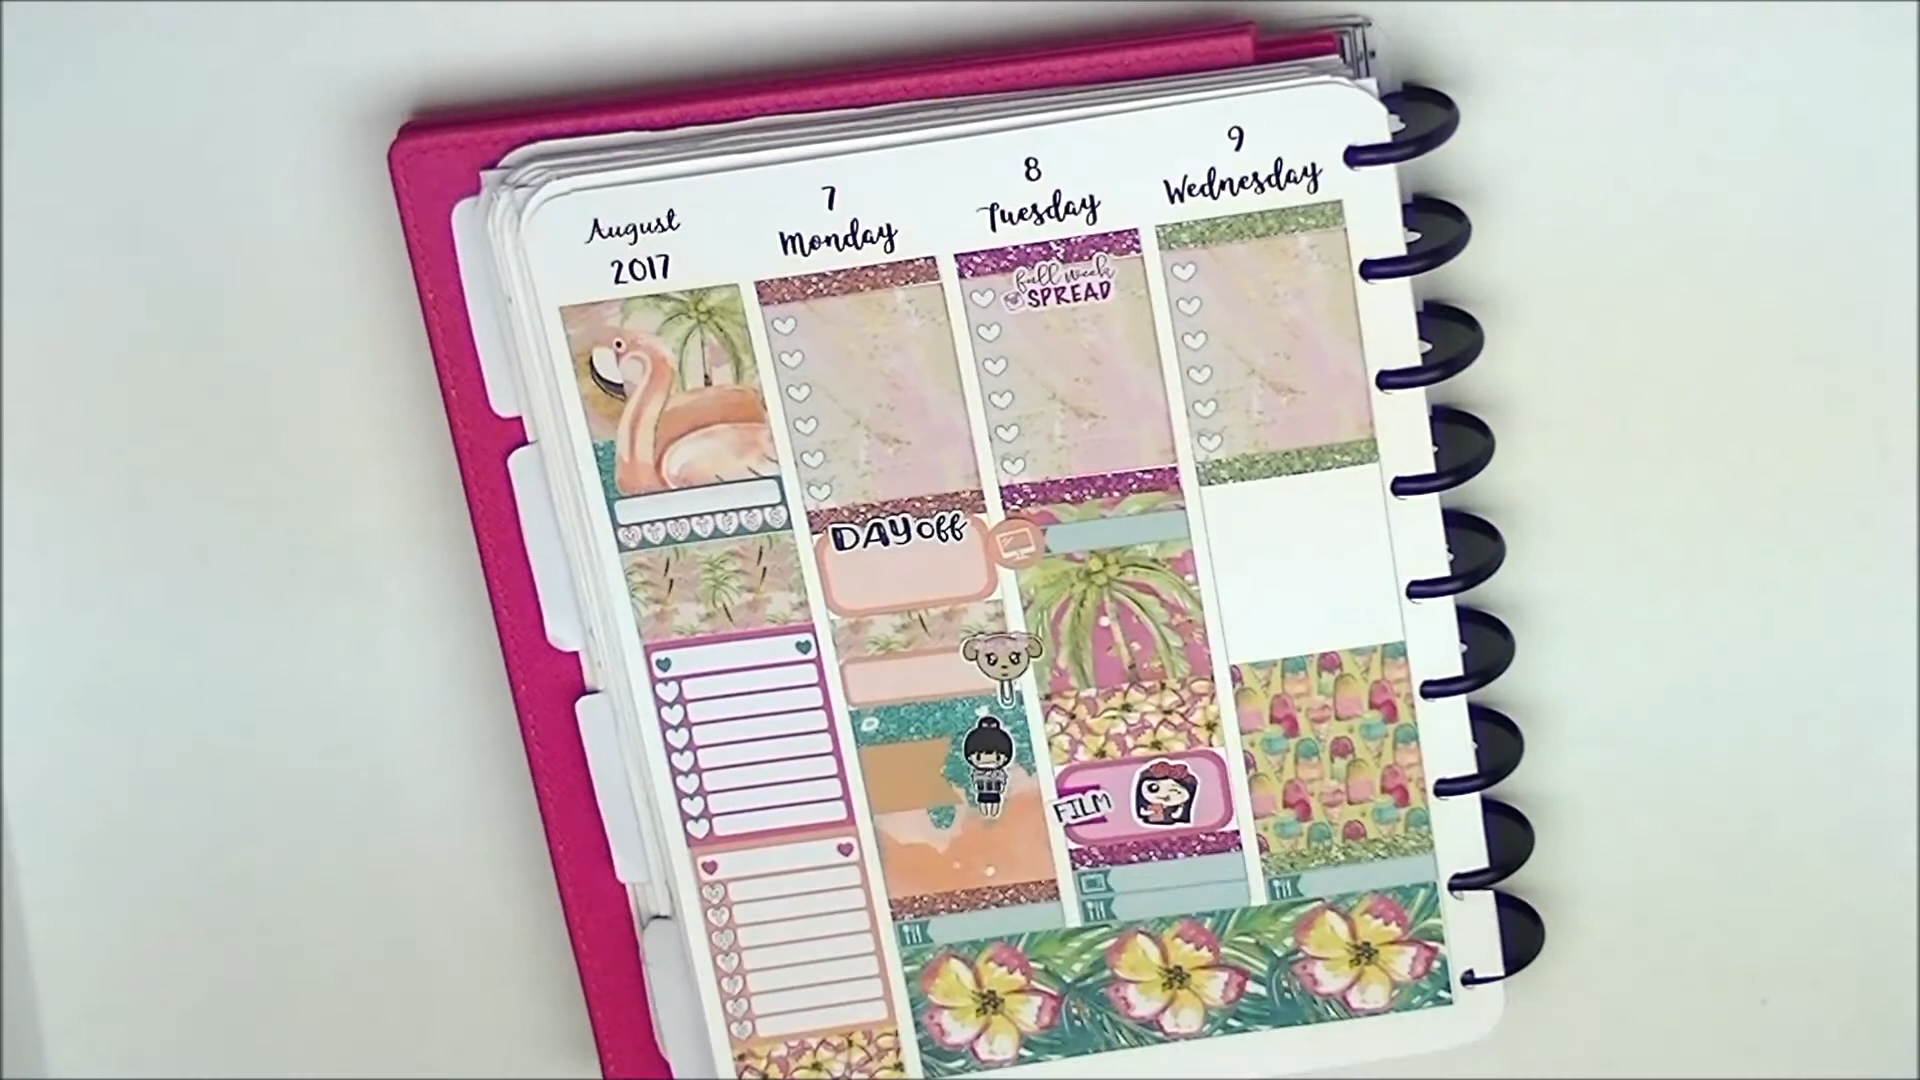 August
2017
7
Monday
8
Tuesday
9
Wednesday
full week
SPREAD
M T W T F S S
DAY off
FILM